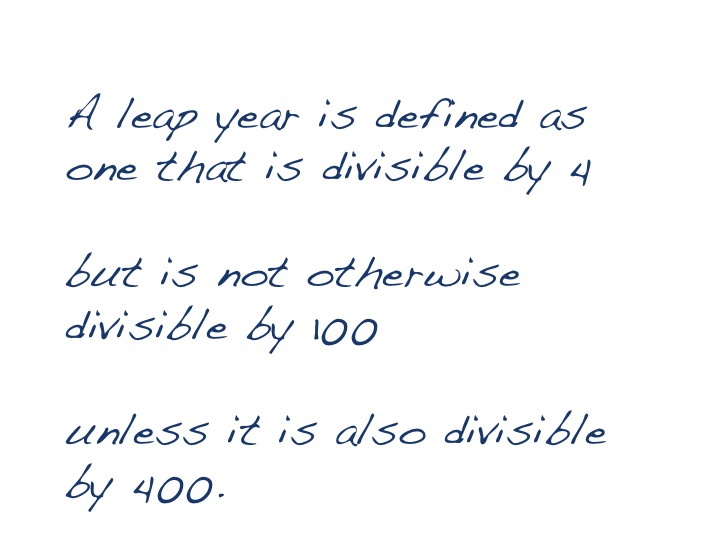 A leap year is defined as
one that is divisible by 4
but is not otherwise
divisible by 100
unless it is also divisible
by 400.